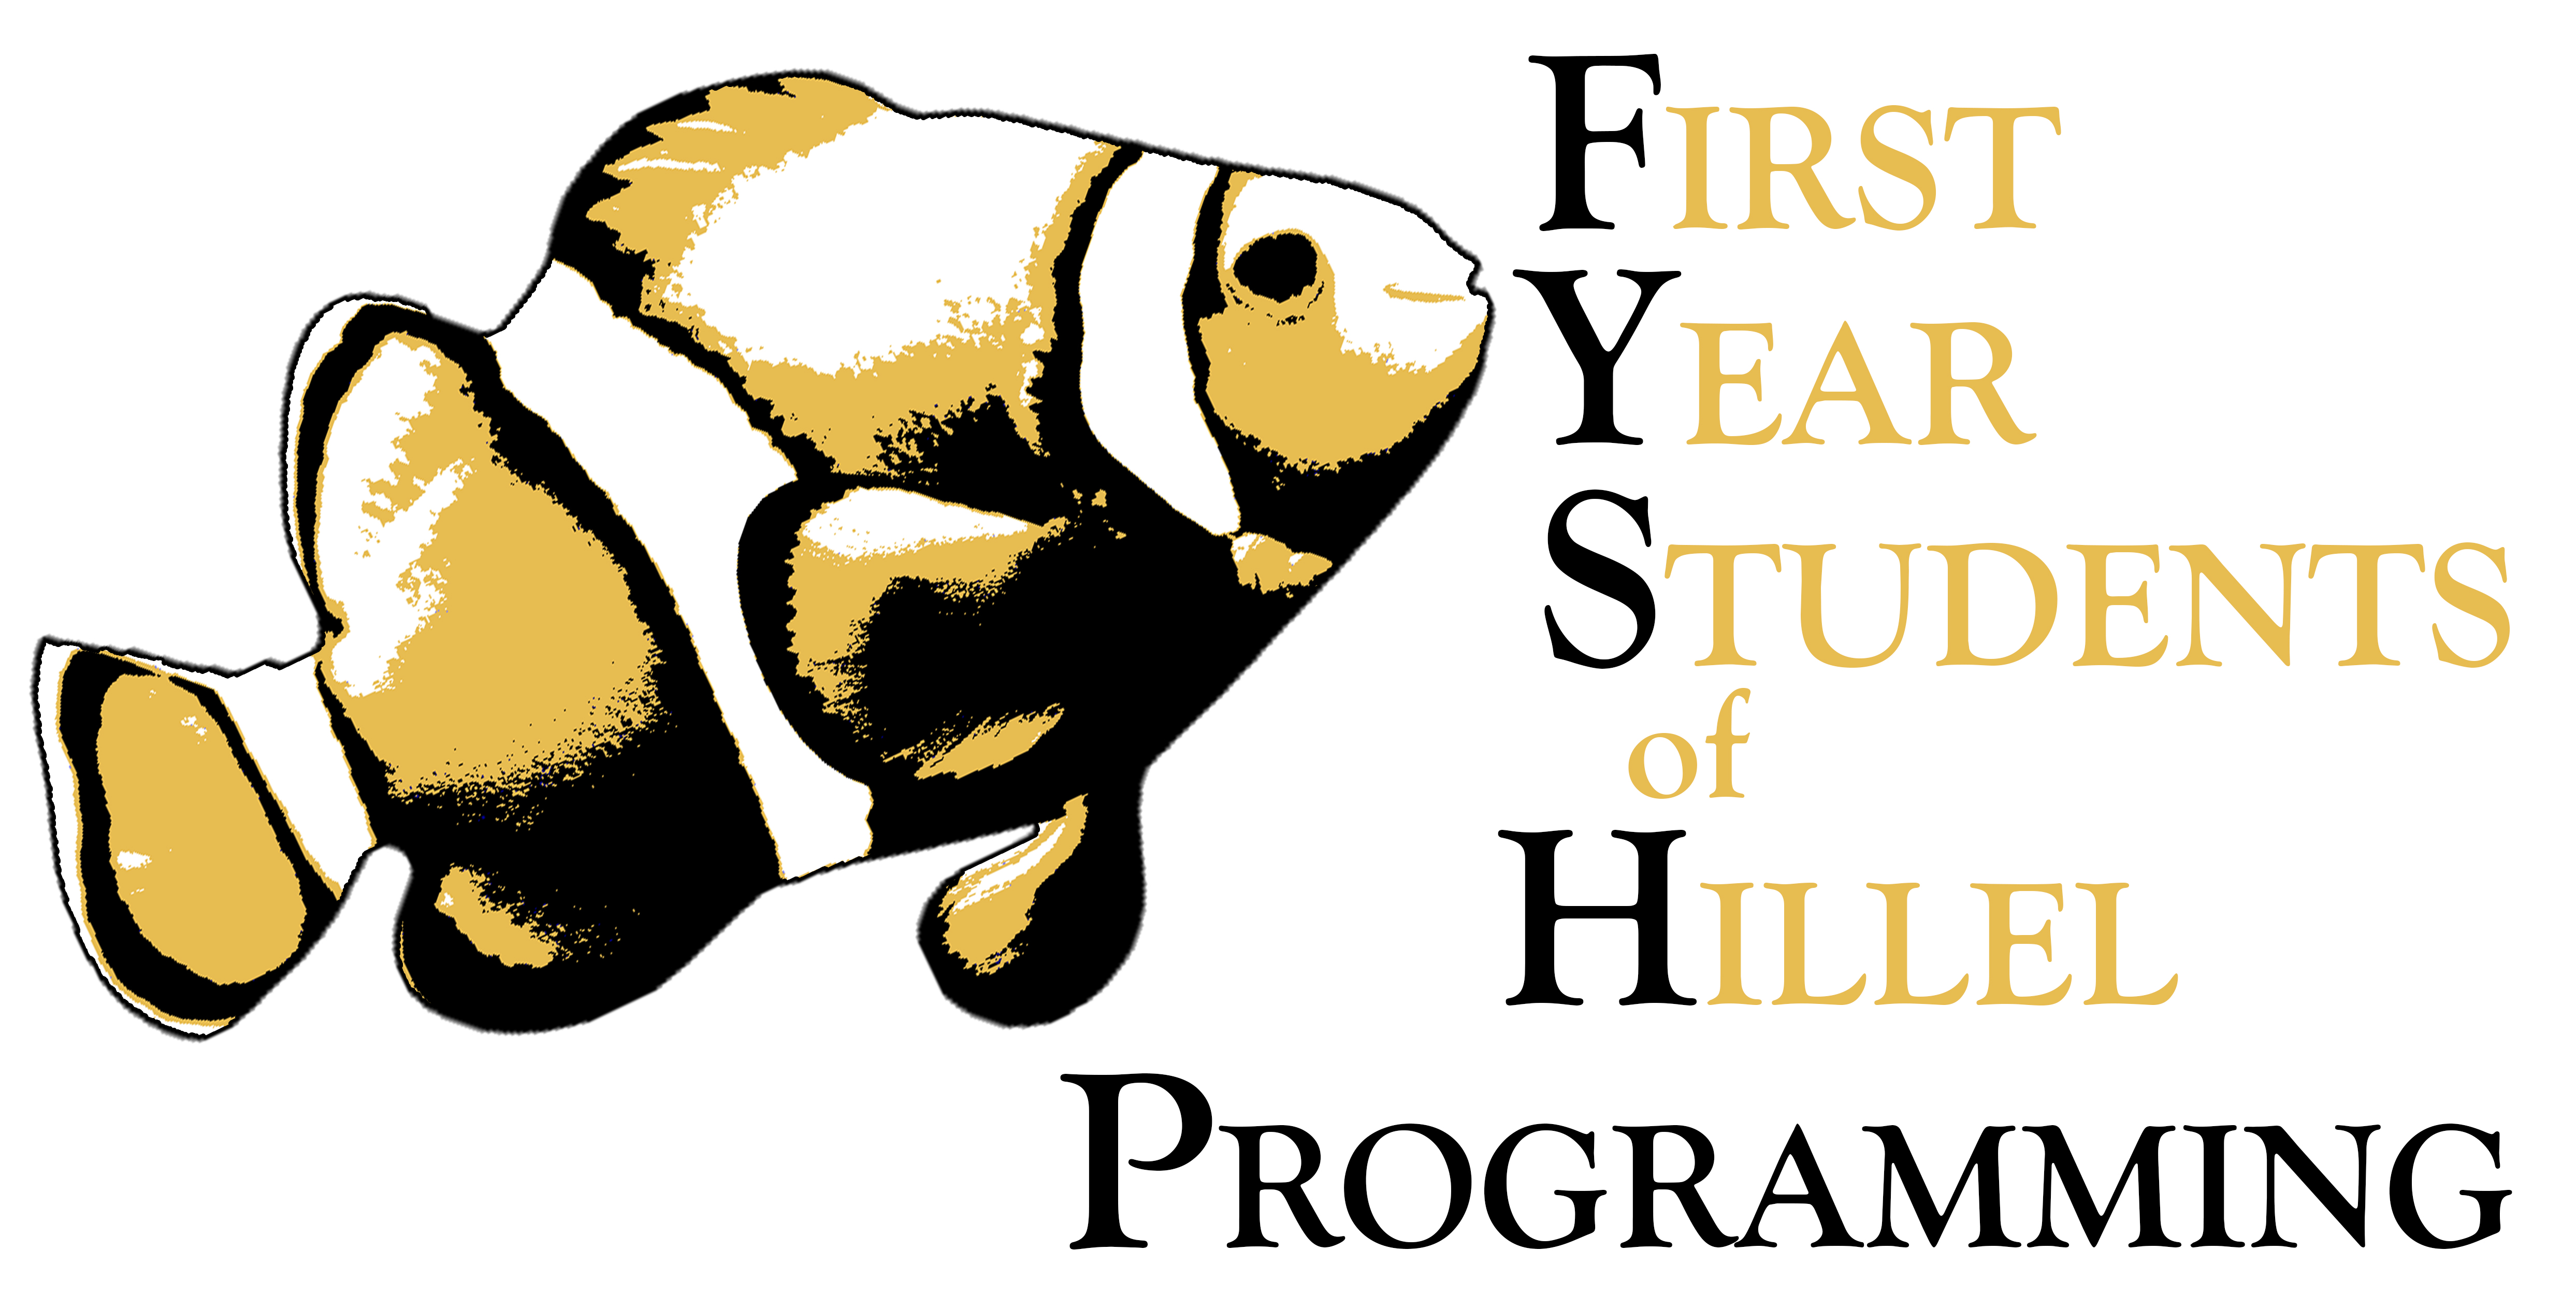 First
Year
Students
of
Hillel
Programming